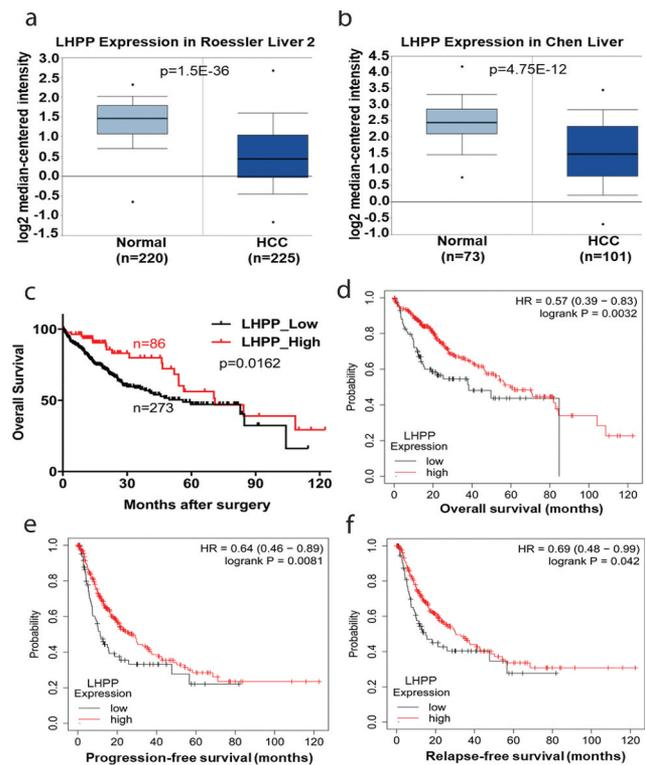 a
LHPP Expression in Roessler Liver 2
log2 median-centered intensity
3.0
2.5
2.0
1.5
1.0
0.5
0.0
-0.5
-1.0
-1.5
p=1.5E-36
Normal
(n=220)
HCC
(n=225)
b
LHPP Expression in Chen Liver
log2 median-centered intensity
4.5
4.0
3.5
3.0
2.5
2.0
1.5
1.0
0.5
0.0
-0.5
-1.0
p=4.75E-12
Normal
(n=73)
HCC
(n=101)
c
Overall Survival
100
50
0
LHPP_Low
LHPP_High
n=86
p=0.0162
n=273
0 30 60 90 120
Months after surgery
d
Probability
1.0
0.8
0.6
0.4
0.2
0.0
HR = 0.57 (0.39 − 0.83)
logrank P = 0.0032
LHPP
Expression
low
high
0 20 40 60 80 100 120
Overall survival (months)
e
Probability
1.0
0.8
0.6
0.4
0.2
0.0
HR = 0.64 (0.46 − 0.89)
logrank P = 0.0081
LHPP
Expression
low
high
0 20 40 60 80 100 120
Progression-free survival (months)
f
Probability
1.0
0.8
0.6
0.4
0.2
0.0
HR = 0.69 (0.48 − 0.99)
logrank P = 0.042
LHPP
Expression
low
high
0 20 40 60 80 100 120
Relapse-free survival (months)